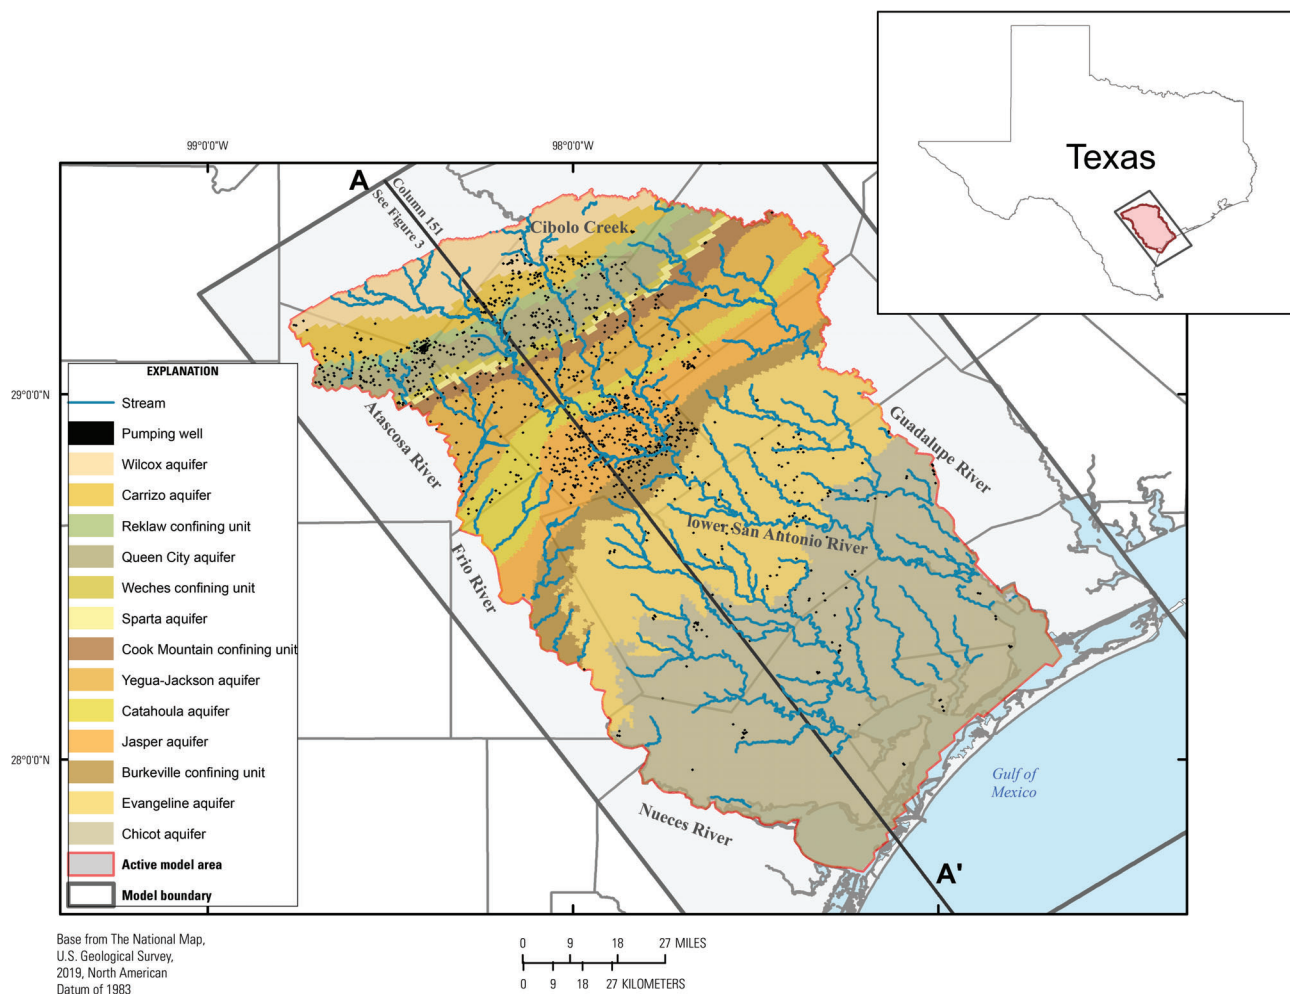 Texas
99°0'0"W
98°0'0"W
A
Column 151
See Figure 3
Cibolo Creek
29°0'0"N
28°0'0"N
Atascosa River
Frio River
Guadalupe River
lower San Antonio River
Nueces River
Gulf of
Mexico
A'
EXPLANATION
Stream
Pumping well
Wilcox aquifer
Carrizo aquifer
Reklaw confining unit
Queen City aquifer
Weches confining unit
Sparta aquifer
Cook Mountain confining unit
Yegua-Jackson aquifer
Catahoula aquifer
Jasper aquifer
Burkeville confining unit
Evangeline aquifer
Chicot aquifer
Active model area
Model boundary
Base from The National Map,
U.S. Geological Survey,
2019, North American
Datum of 1983
0 9 18 27 MILES
0 9 18 27 KILOMETERS